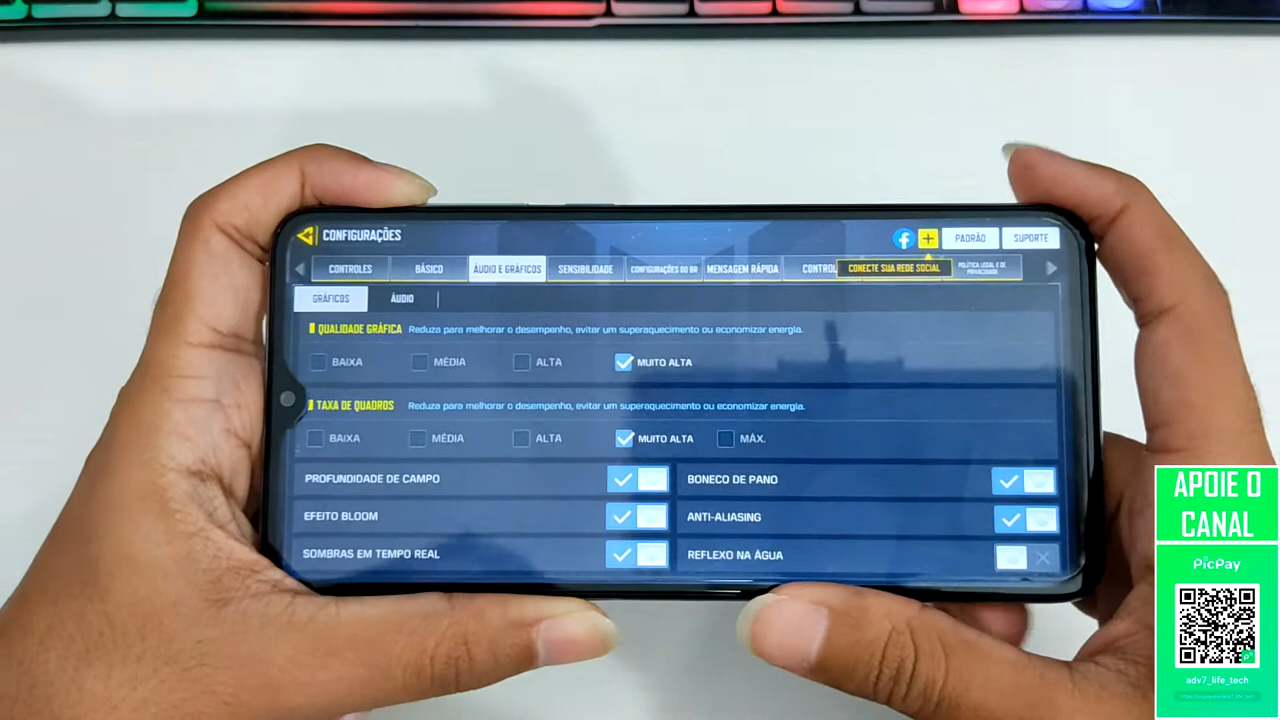 CONFIGURAÇÕES
PADRÃO
SUPORTE
CONTROLES
BÁSICO
ÁUDIO E GRÁFICOS
SENSIBILIDADE
CONFIGURAÇÕES DO BR
MENSAGEM RÁPIDA
CONTROL
CONECTE SUA REDE SOCIAL
POLÍTICA LEGAL E DE
PRIVACIDADE
GRÁFICOS
ÁUDIO
QUALIDADE GRÁFICA Reduza para melhorar o desempenho, evitar um superaquecimento ou economizar energia.
BAIXA MÉDIA ALTA MUITO ALTA
TAXA DE QUADROS Reduza para melhorar o desempenho, evitar um superaquecimento ou economizar energia.
BAIXA MÉDIA ALTA MUITO ALTA MÁX.
PROFUNDIDADE DE CAMPO
BONECO DE PANO
EFEITO BLOOM
ANTI-ALIASING
SOMBRAS EM TEMPO REAL
REFLEXO NA ÁGUA
APOIE O
CANAL
PicPay
adv7_life_tech